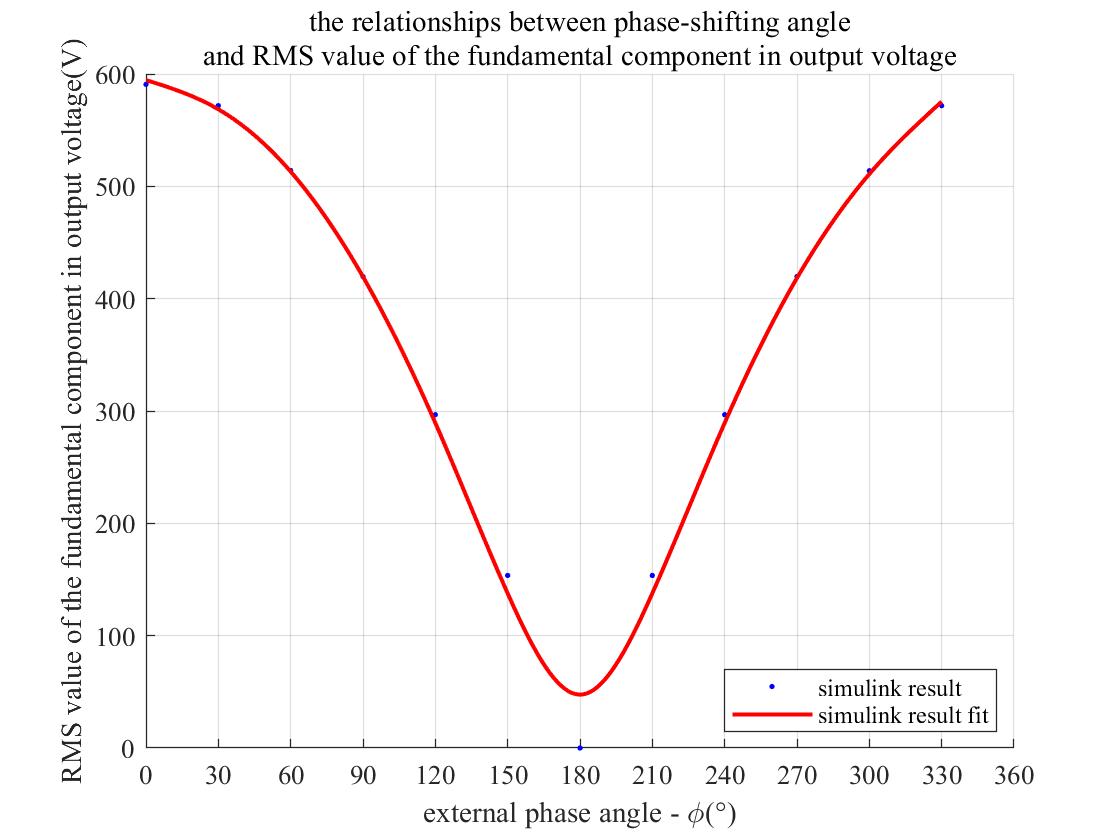 the relationships between phase-shifting angle
and RMS value of the fundamental component in output voltage
RMS value of the fundamental component in output voltage(V)
600
500
400
300
200
100
0
0 30 60 90 120 150 180 210 240 270 300 330 360
external phase angle - ϕ(°)
simulink result
simulink result fit